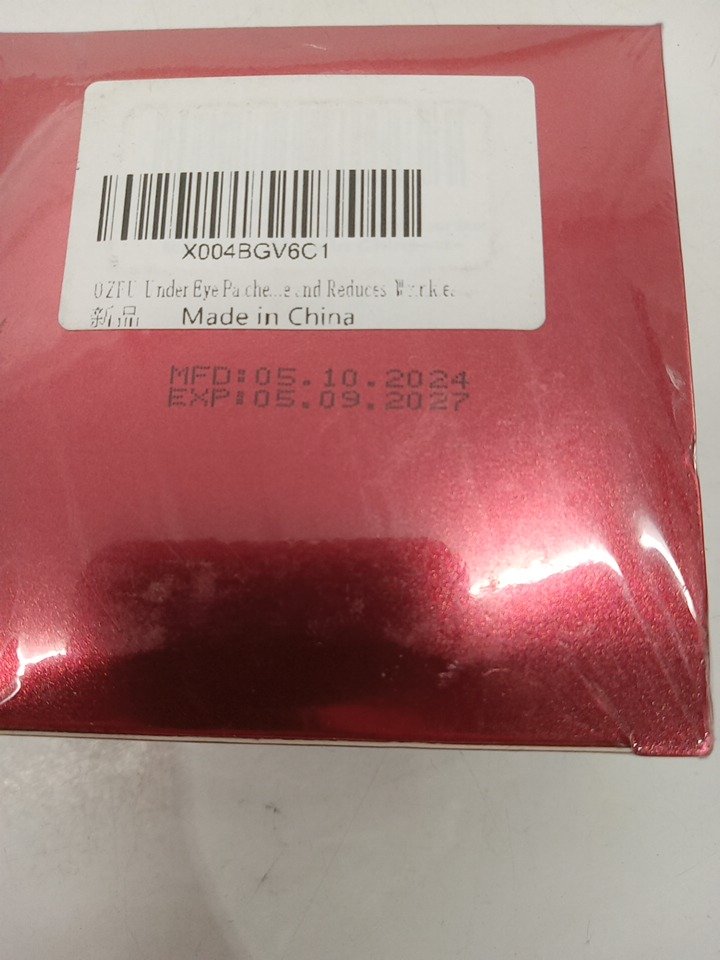 X004BGV6C1
Under Eye and Reduces
新品 Made in China
MFD:05.10.2024
EXP:05.09.2027